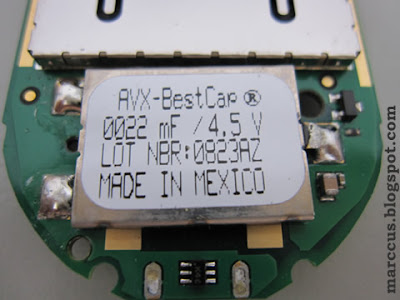 AVX-BestCap ®
0022 mF / 4.5 V
LOT NBR:0823AZ
MADE IN MEXICO
marccus.blogspot.com